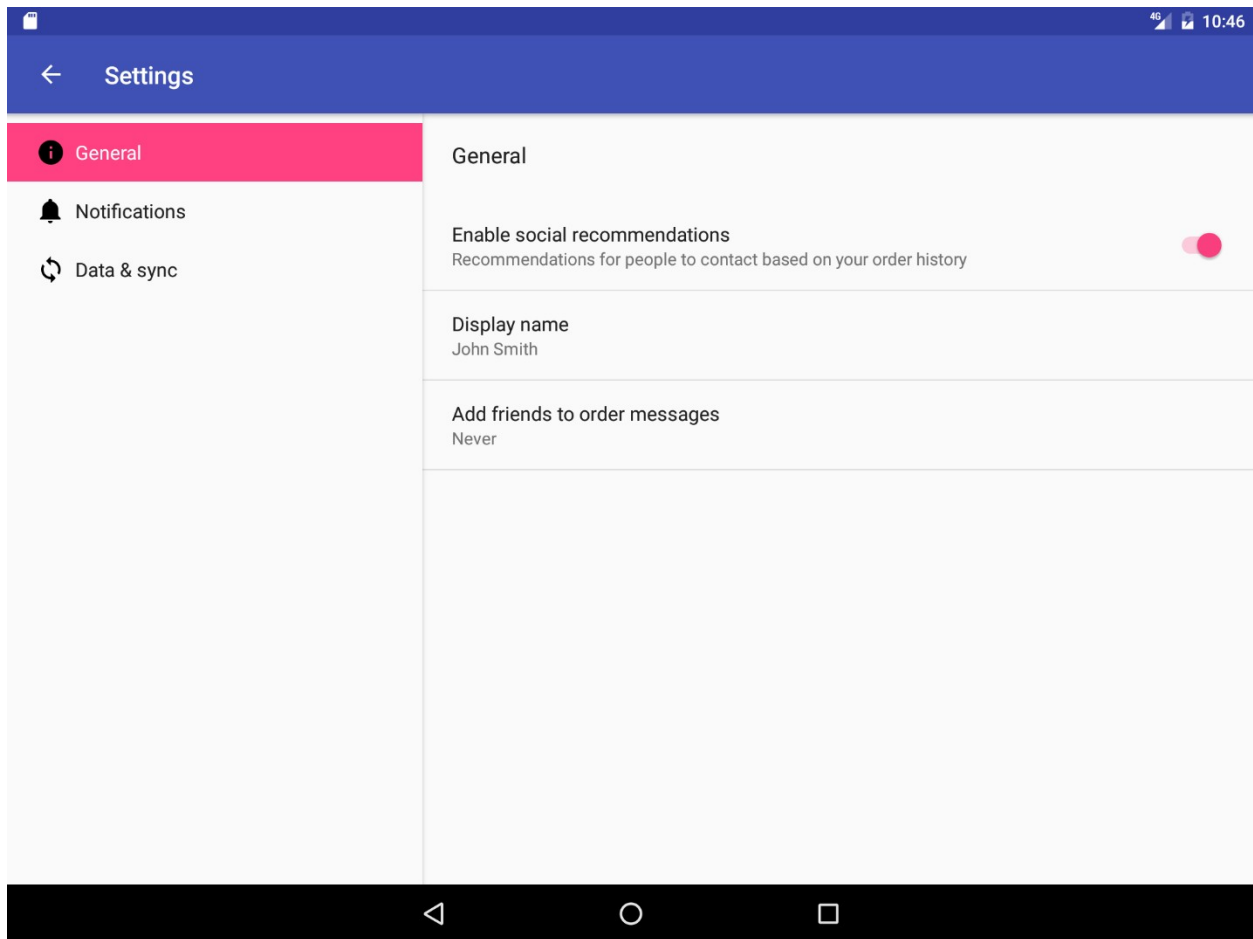 4G 10:46
Settings
General
Notifications
Data & sync
General
Enable social recommendations
Recommendations for people to contact based on your order history
Display name
John Smith
Add friends to order messages
Never